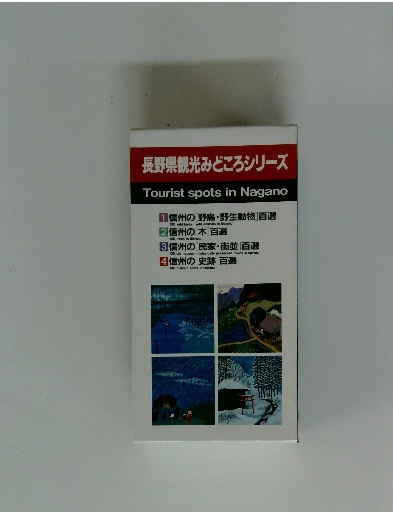 長野県観光みどころシリーズ
Tourist spots in Nagano
1 信州の「野鳥・野生動物」百選
2 信州の「木」百選
3 信州の「民家・街並」百選
4 信州の「史跡」百選